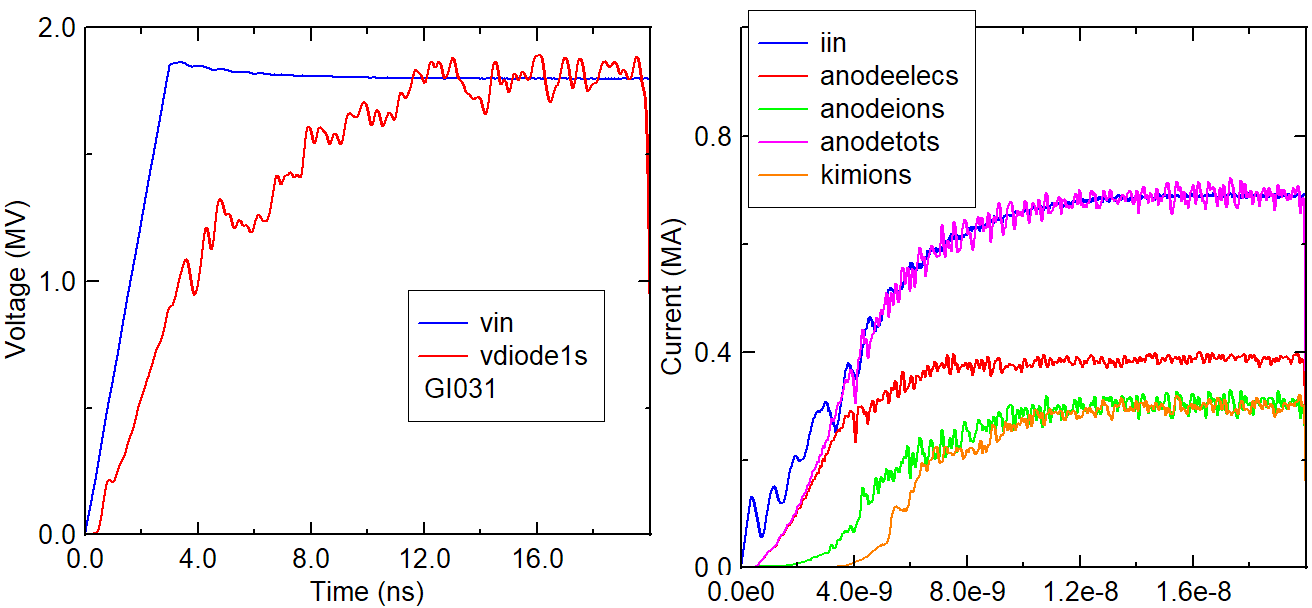 2.0
1.0
0.0
Voltage (MV)
vin
vdiode1s
GI031
0.0
4.0
8.0
12.0
16.0
Time (ns)
iin
anodeelecs
anodeions
anodetots
kimions
0.8
0.4
0.0
Current (MA)
0.0e0
4.0e-9
8.0e-9
1.2e-8
1.6e-8